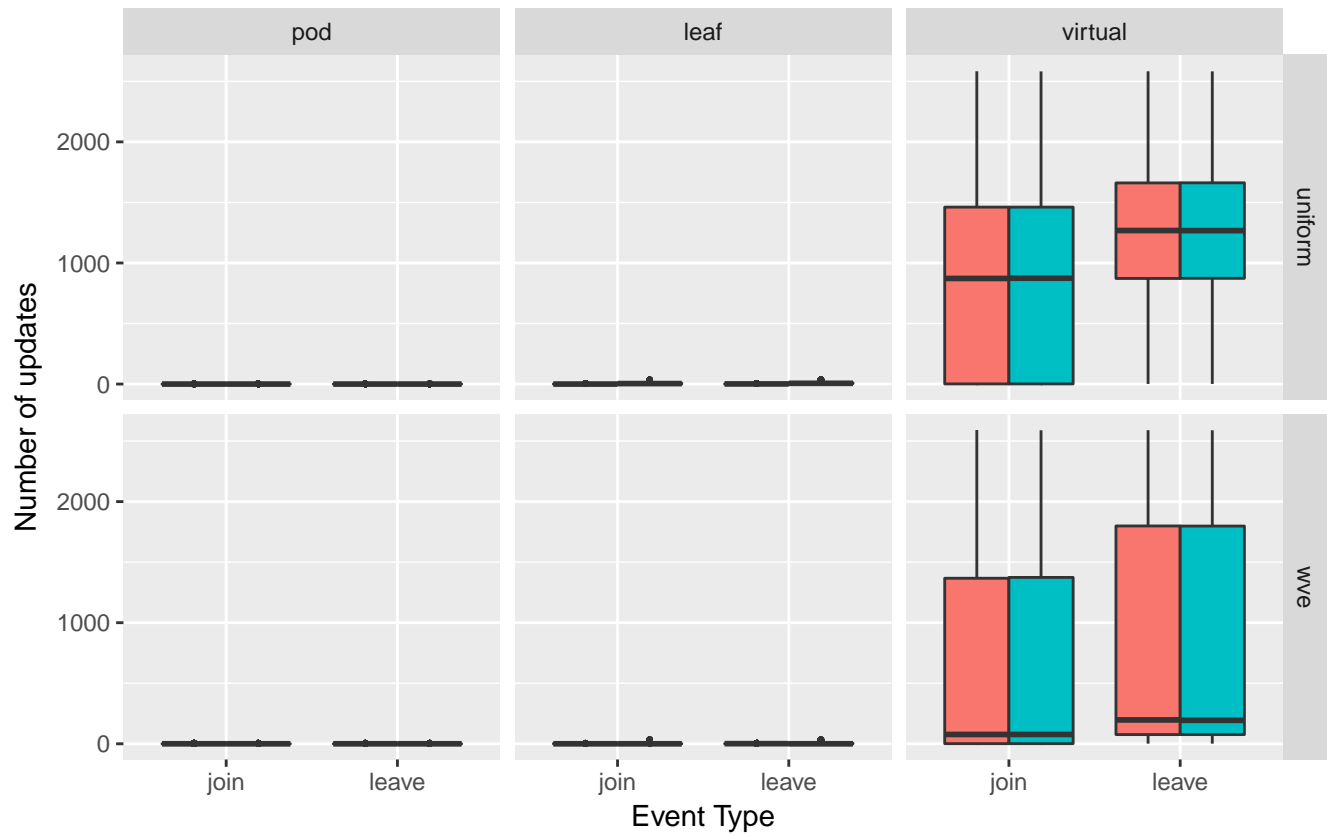 pod
leaf
virtual
Number of updates
2000
1000
0
uniform
2000
1000
0
wve
join
leave
join
leave
join
leave
Event Type